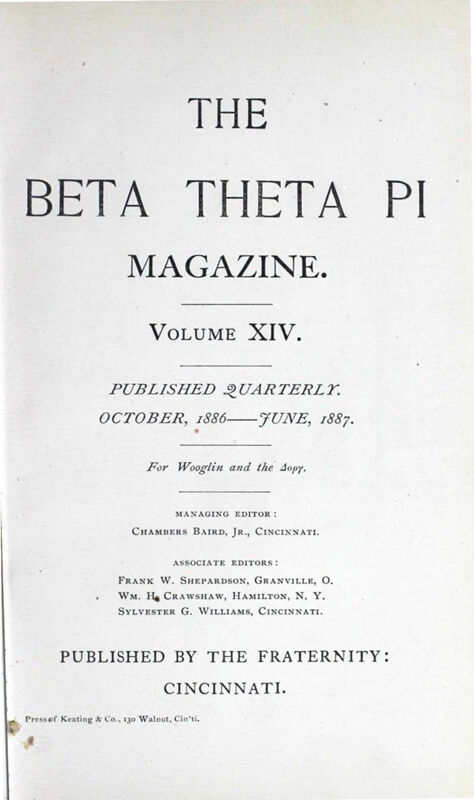 THE
BETA THETA PI
MAGAZINE.
VOLUME XIV.
PUBLISHED QUARTERLY.
OCTOBER, 1886—JUNE, 1887.
For Wooglin and the Δορг.
MANAGING EDITOR:
CHAMBERS BAIRD, JR., CINCINNATI.
ASSOCIATE EDITORS:
FRANK W. SHEPARDSON, GRANVILLE, O.
WM. H. CRAWSHAW, HAMILTON, N. Y.
SYLVESTER G. WILLIAMS, CINCINNATI.
PUBLISHED BY THE FRATERNITY:
CINCINNATI.
Press of Keating & Co., 130 Walnut, Cin'ti.